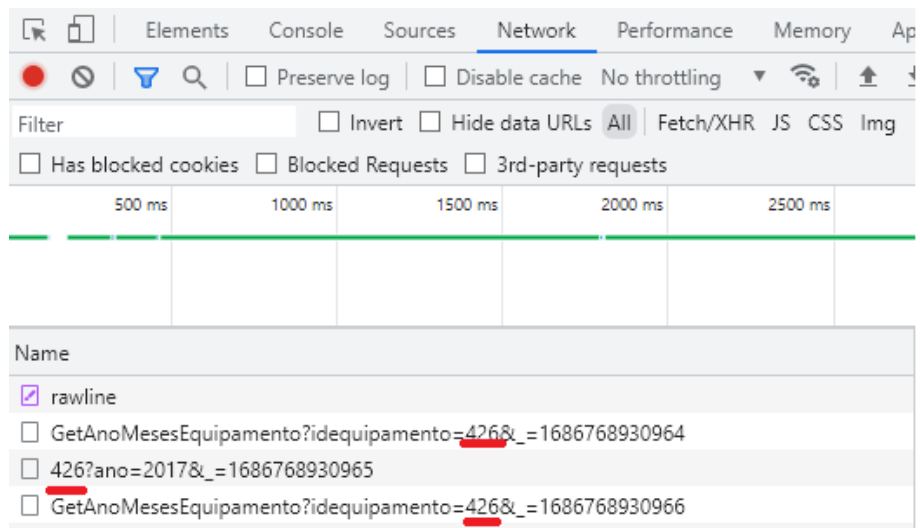 Elements Console Sources Network Performance Memory Ap
Preserve log Disable cache No throttling
Filter Invert Hide data URLs All Fetch/XHR JS CSS Img
Has blocked cookies Blocked Requests 3rd-party requests
500 ms 1000 ms 1500 ms 2000 ms 2500 ms
Name
rawline
GetAnoMesesEquipamento?idequipamento=426&_=1686768930964
426?ano=2017&_=1686768930965
GetAnoMesesEquipamento?idequipamento=426&_=1686768930966